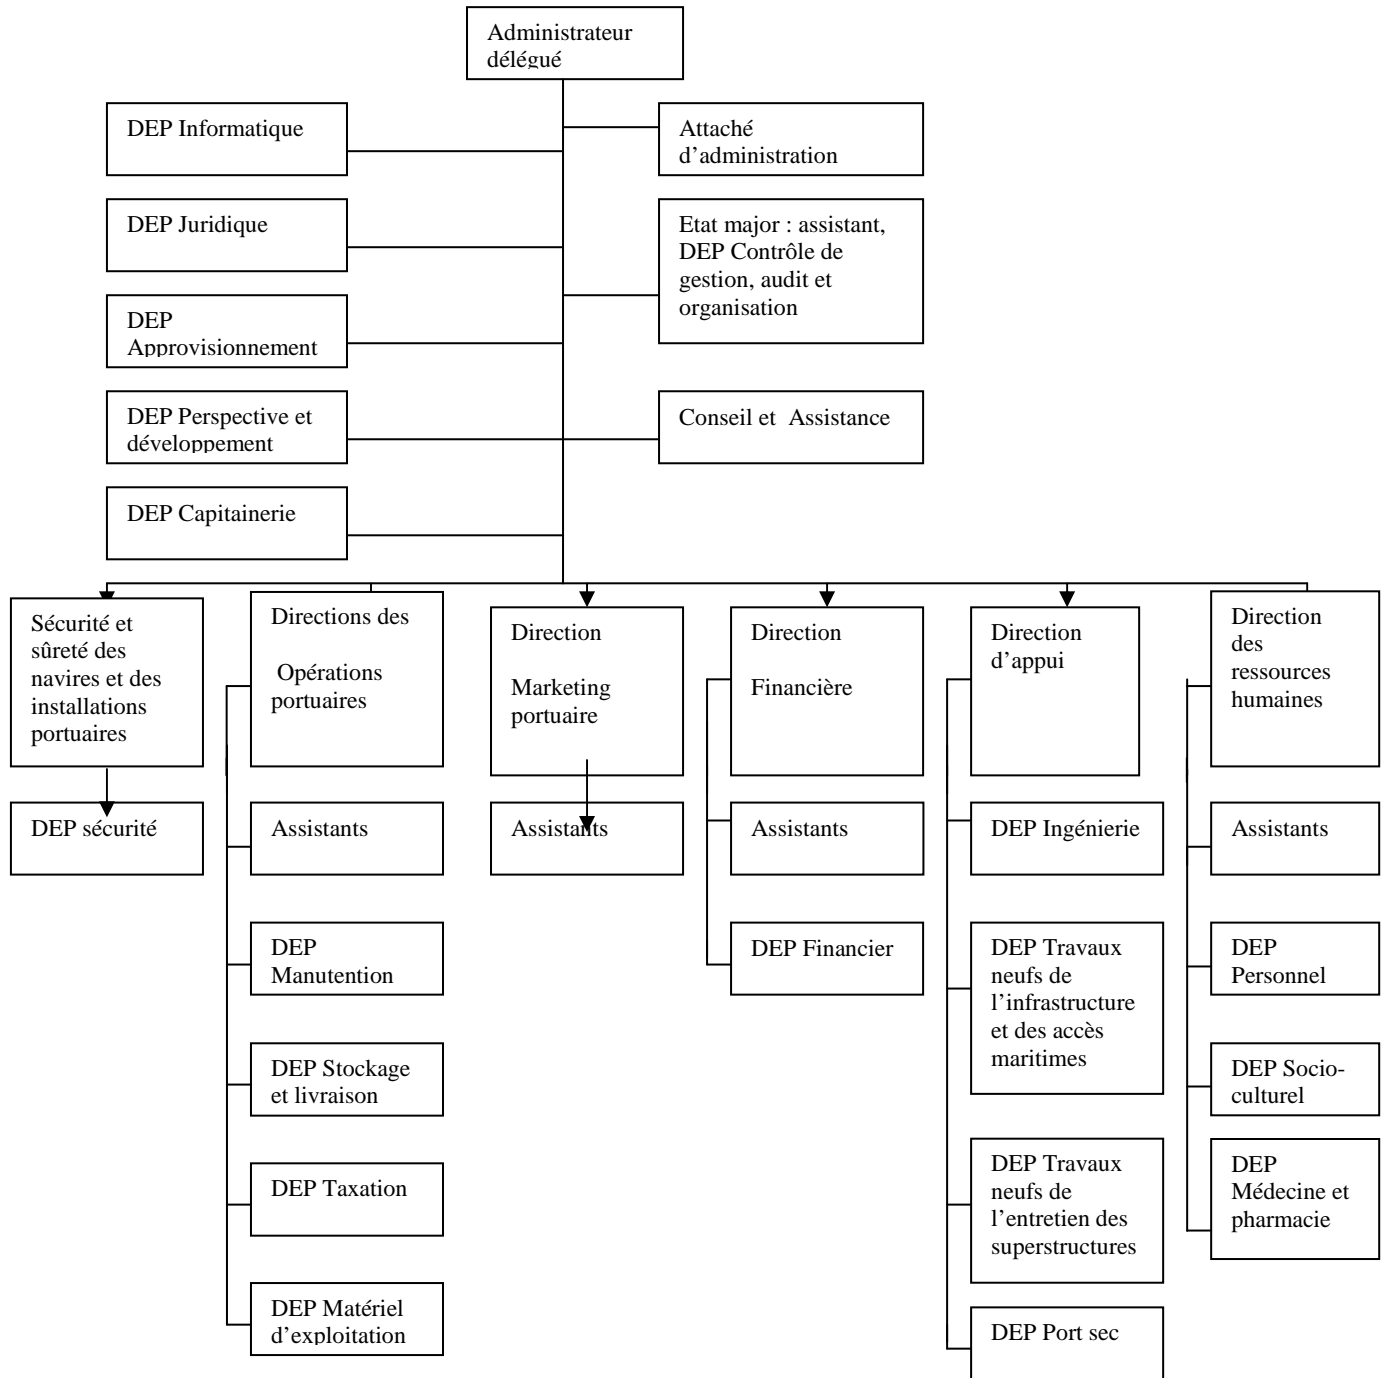 Administrateur
délégué
DEP Informatique
Attaché
d’administration
DEP Juridique
Etat major : assistant,
DEP Contrôle de
gestion, audit et
organisation
DEP
Approvisionnement
DEP Perspective et
développement
Conseil et  Assistance
DEP Capitainerie
Sécurité et
sûreté des
navires et des
installations
portuaires
Directions des
Opérations
portuaires
Direction
Marketing
portuaire
Direction
Financière
Direction
d’appui
Direction
des
ressources
humaines
DEP sécurité
Assistants
Assistants
Assistants
DEP Ingénierie
Assistants
DEP
Manutention
DEP Financier
DEP Travaux
neufs de
l’infrastructure
et des accès
maritimes
DEP
Personnel
DEP Stockage
et livraison
DEP Socio-
culturel
DEP Taxation
DEP Travaux
neufs de
l’entretien des
superstructures
DEP
Médecine et
pharmacie
DEP Matériel
d’exploitation
DEP Port sec